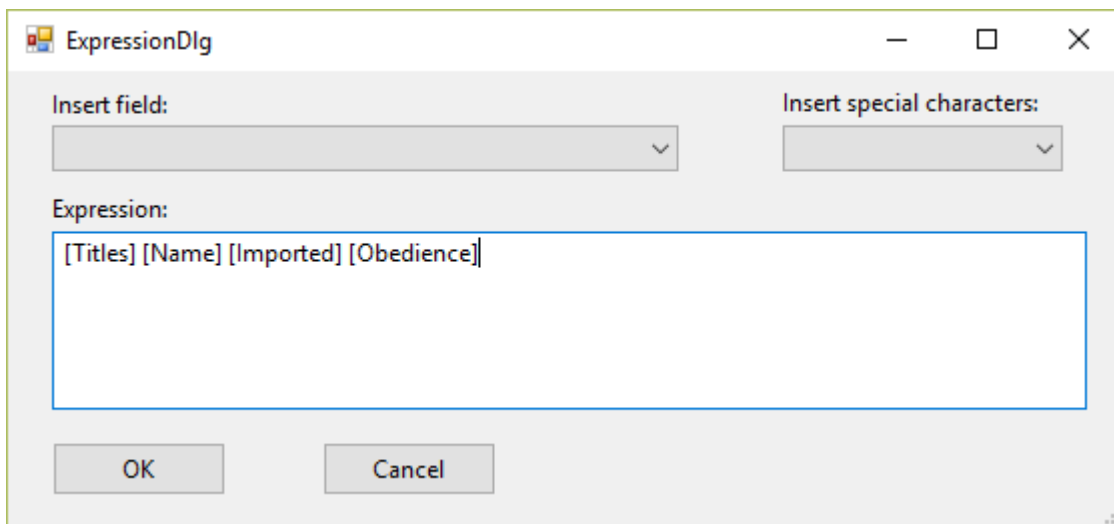 ExpressionDlg
Insert field:
Insert special characters:
Expression:
[Titles] [Name] [Imported] [Obedience]
OK
Cancel